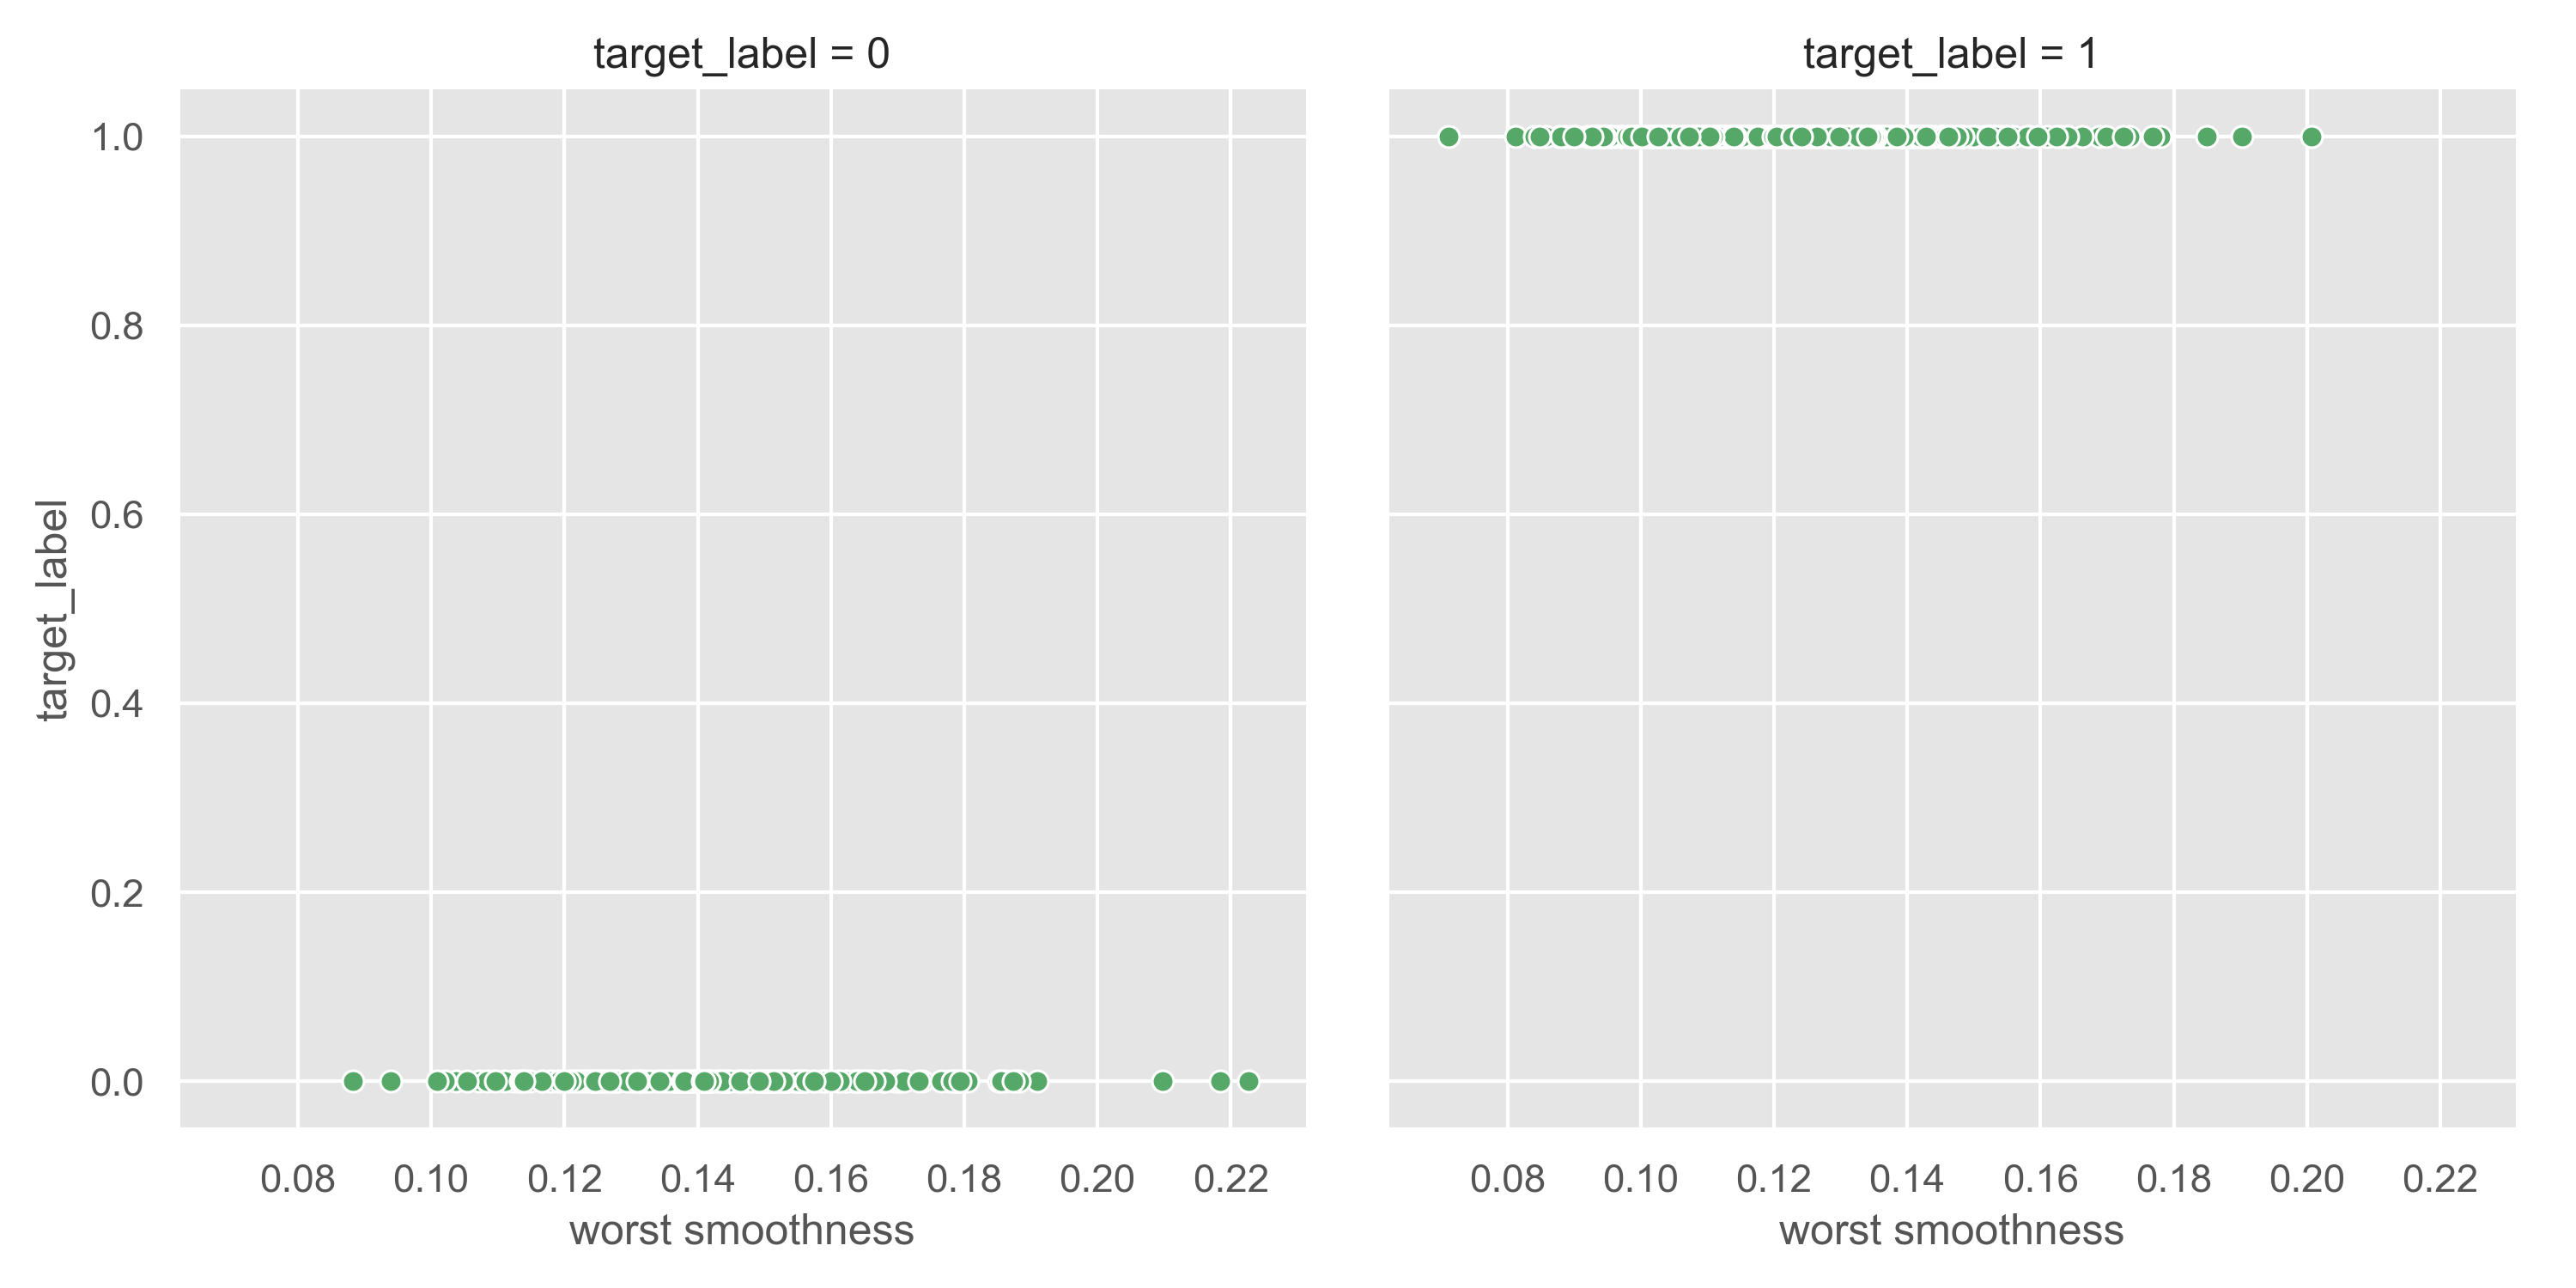 target_label = 0
target_label = 1
1.0
0.8
0.6
0.4
0.2
0.0
target_label
0.08 0.10 0.12 0.14 0.16 0.18 0.20 0.22
0.08 0.10 0.12 0.14 0.16 0.18 0.20 0.22
worst smoothness
worst smoothness